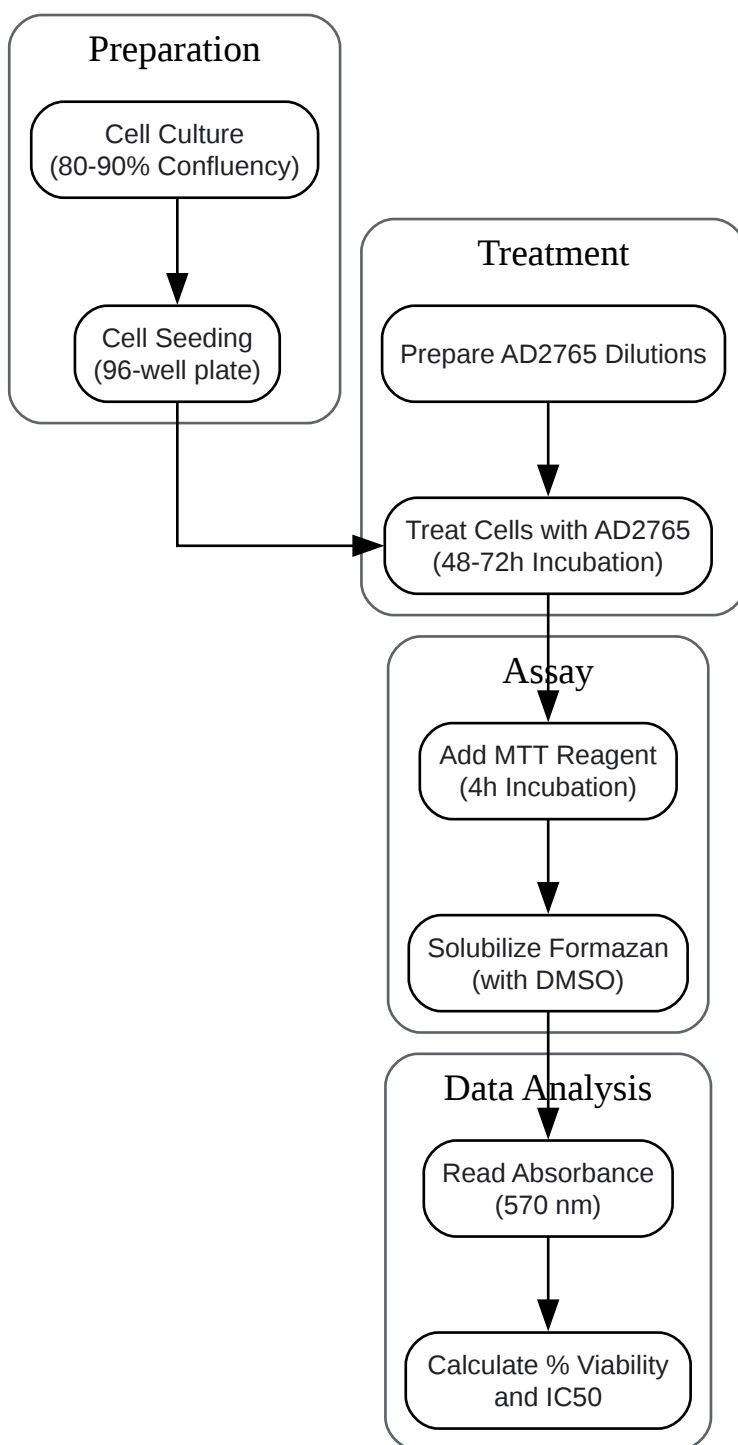 Preparation
Cell Culture
(80-90% Confluency)
Cell Seeding
(96-well plate)
Treatment
Prepare AD2765 Dilutions
Treat Cells with AD2765
(48-72h Incubation)
Assay
Add MTT Reagent
(4h Incubation)
Solubilize Formazan
(with DMSO)
Data Analysis
Read Absorbance
(570 nm)
Calculate % Viability
and IC50